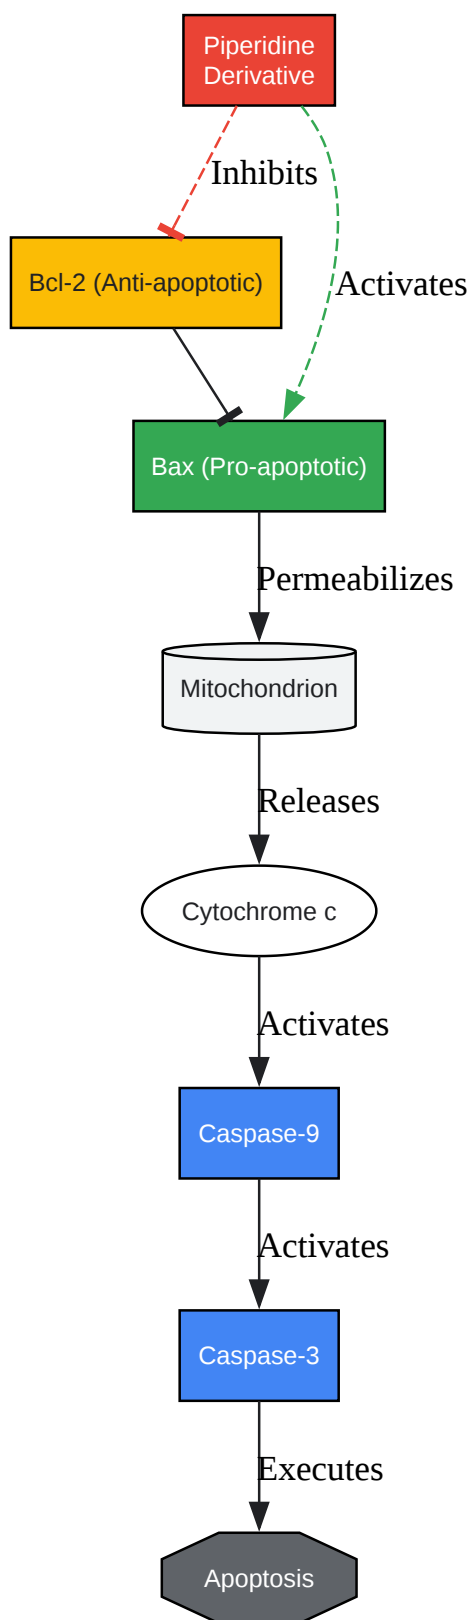 Piperidine
Derivative
Inhibits
Bcl-2 (Anti-apoptotic)
Activates
Bax (Pro-apoptotic)
Permeabilizes
Mitochondrion
Releases
Cytochrome c
Activates
Caspase-9
Activates
Caspase-3
Executes
Apoptosis